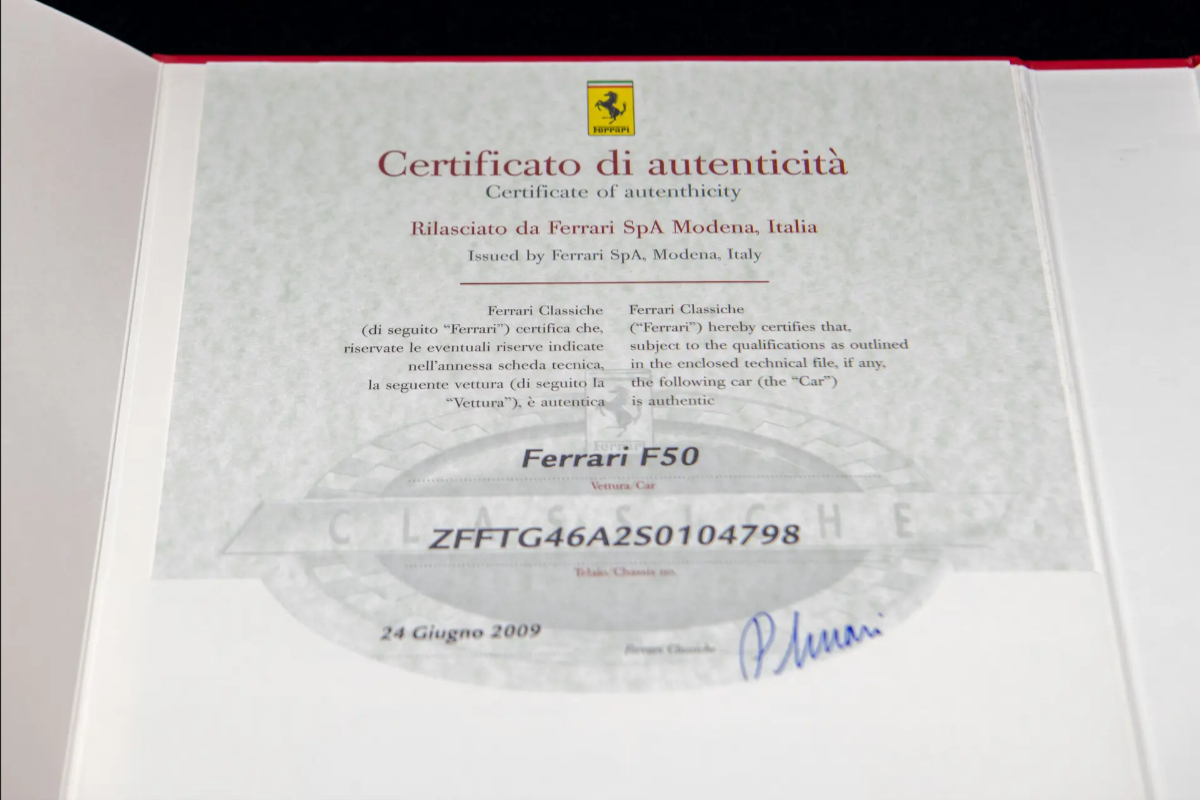 Ferrari
Certificato di autenticità
Certificate of autenthicity
Rilasciato da Ferrari SpA Modena, Italia
Issued by Ferrari SpA, Modena, Italy
Ferrari Classiche
(di seguito “Ferrari”) certifica che,
riservate le eventuali riserve indicate
nell’annessa scheda tecnica,
la seguente vettura (di seguito la
“Vettura”), è autentica
Ferrari Classiche
(“Ferrari”) hereby certifies that,
subject to the qualifications as outlined
in the enclosed technical file, if any,
the following car (the “Car”)
is authentic
Ferrari
Ferrari F50
Vettura/Car
CLASSICHE
ZFFTG46A2S0104798
Telaio/Chassis no.
24 Giugno 2009
Ferrari Classiche